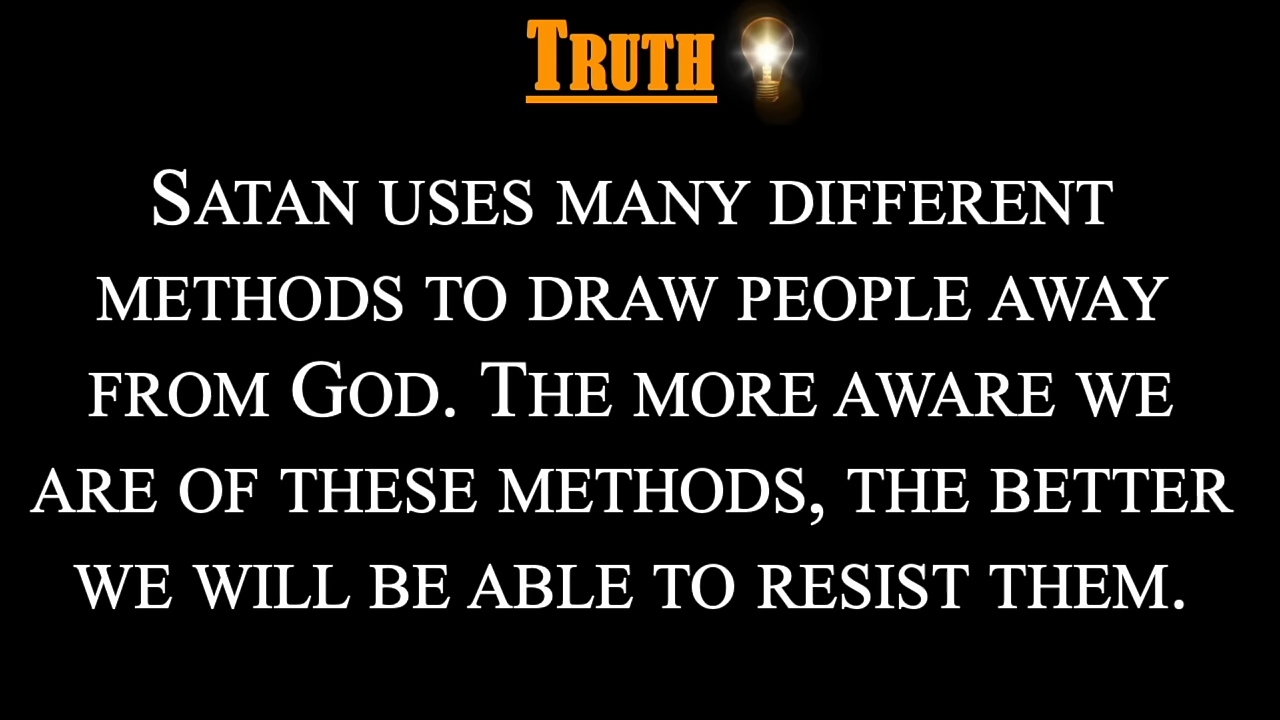 TRUTH
SATAN USES MANY DIFFERENT
METHODS TO DRAW PEOPLE AWAY
FROM GOD. THE MORE AWARE WE
ARE OF THESE METHODS, THE BETTER
WE WILL BE ABLE TO RESIST THEM.